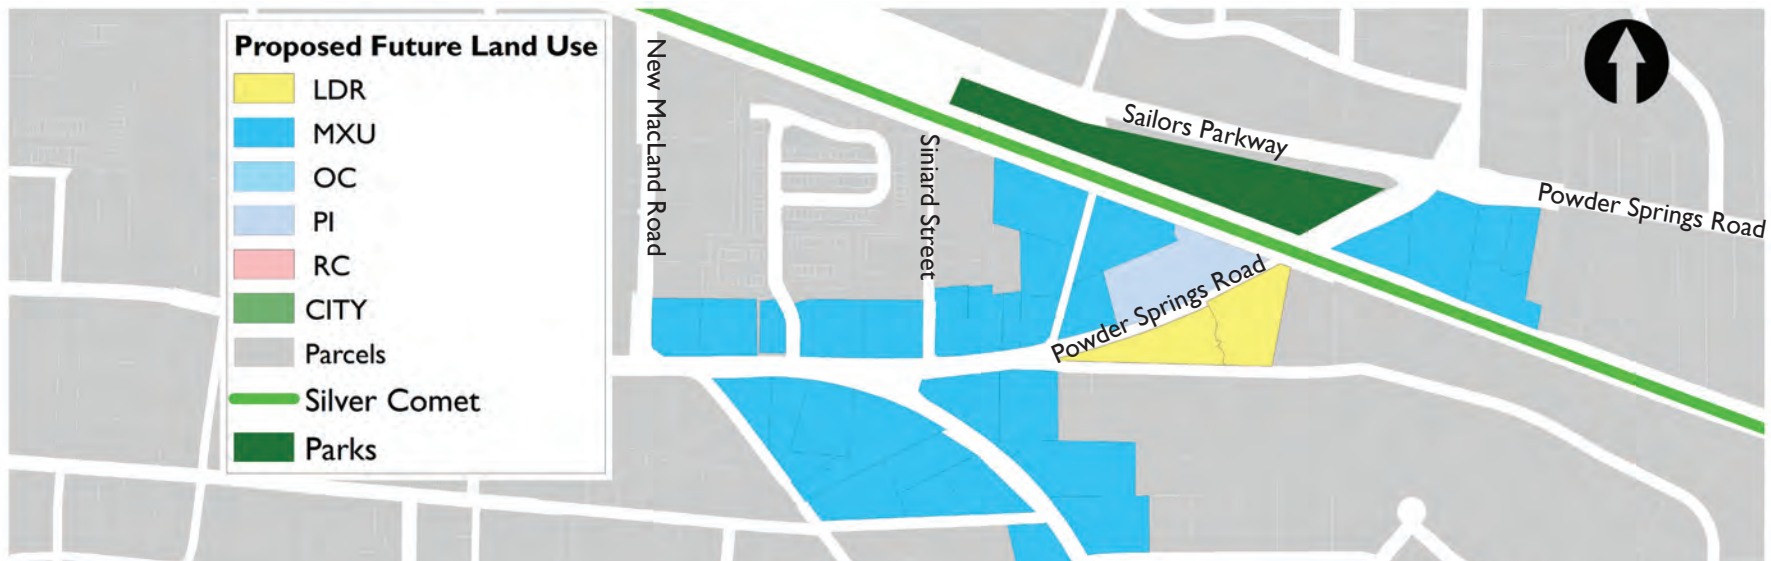 Proposed Future Land Use
LDR
MXU
OC
PI
RC
CITY
Parcels
Silver Comet
Parks
New MacLand Road
Siniard Street
Sailors Parkway
Powder Springs Road
Powder Springs Road